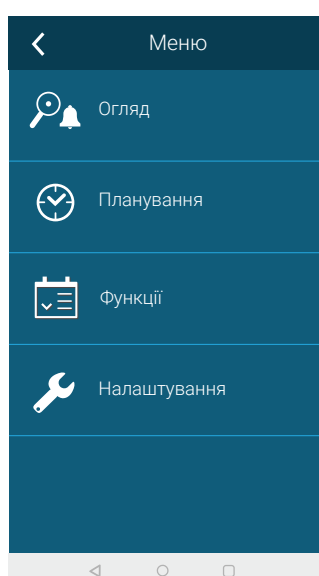 Меню
Огляд
Планування
Функції
Налаштування